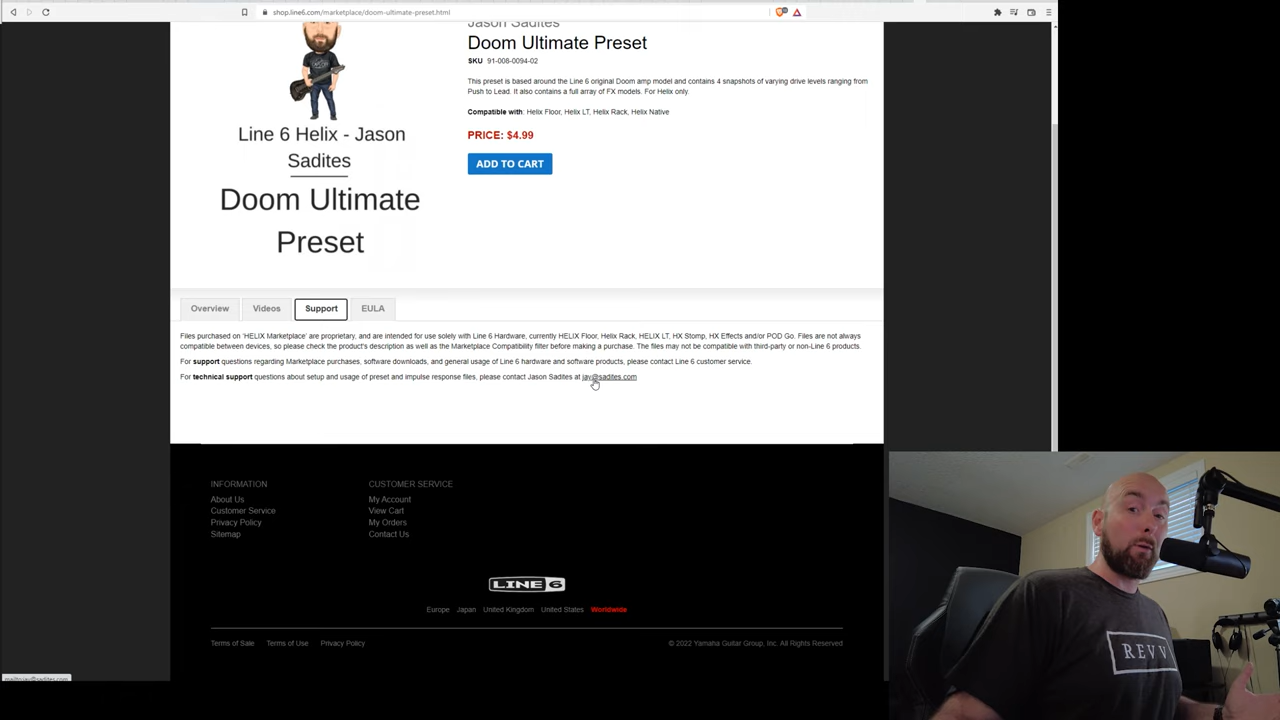 shop.line6.com/marketplace/doom-ultimate-preset.html
Jason Sadites
Doom Ultimate Preset
SKU 91-008-0094-02
This preset is based around the Line 6 original Doom amp model and contains 4 snapshots of varying drive levels ranging from
Push to Lead. It also contains a full array of FX models. For Helix only.
Compatible with: Helix Floor, Helix LT, Helix Rack, Helix Native
PRICE: $4.99
ADD TO CART
Line 6 Helix - Jason
Sadites
Doom Ultimate
Preset
Overview Videos Support EULA
Files purchased on 'HELIX Marketplace' are proprietary, and are intended for use solely with Line 6 Hardware, currently HELIX Floor, Helix Rack, HELIX LT, HX Stomp, HX Effects and/or POD Go. Files are not always
compatible between devices, so please check the product's description as well as the Marketplace Compatibility filter before making a purchase. The files may not be compatible with third-party or non-Line 6 products.
For support questions regarding Marketplace purchases, software downloads, and general usage of Line 6 hardware and software products, please contact Line 6 customer service.
For technical support questions about setup and usage of preset and impulse response files, please contact Jason Sadites at jay@sadites.com
INFORMATION
About Us
Customer Service
Privacy Policy
Sitemap
CUSTOMER SERVICE
My Account
View Cart
My Orders
Contact Us
LINE 6
Europe Japan United Kingdom United States Worldwide
Terms of Sale Terms of Use Privacy Policy
© 2022 Yamaha Guitar Group, Inc. All Rights Reserved
mailto:jay@sadites.com
REVV